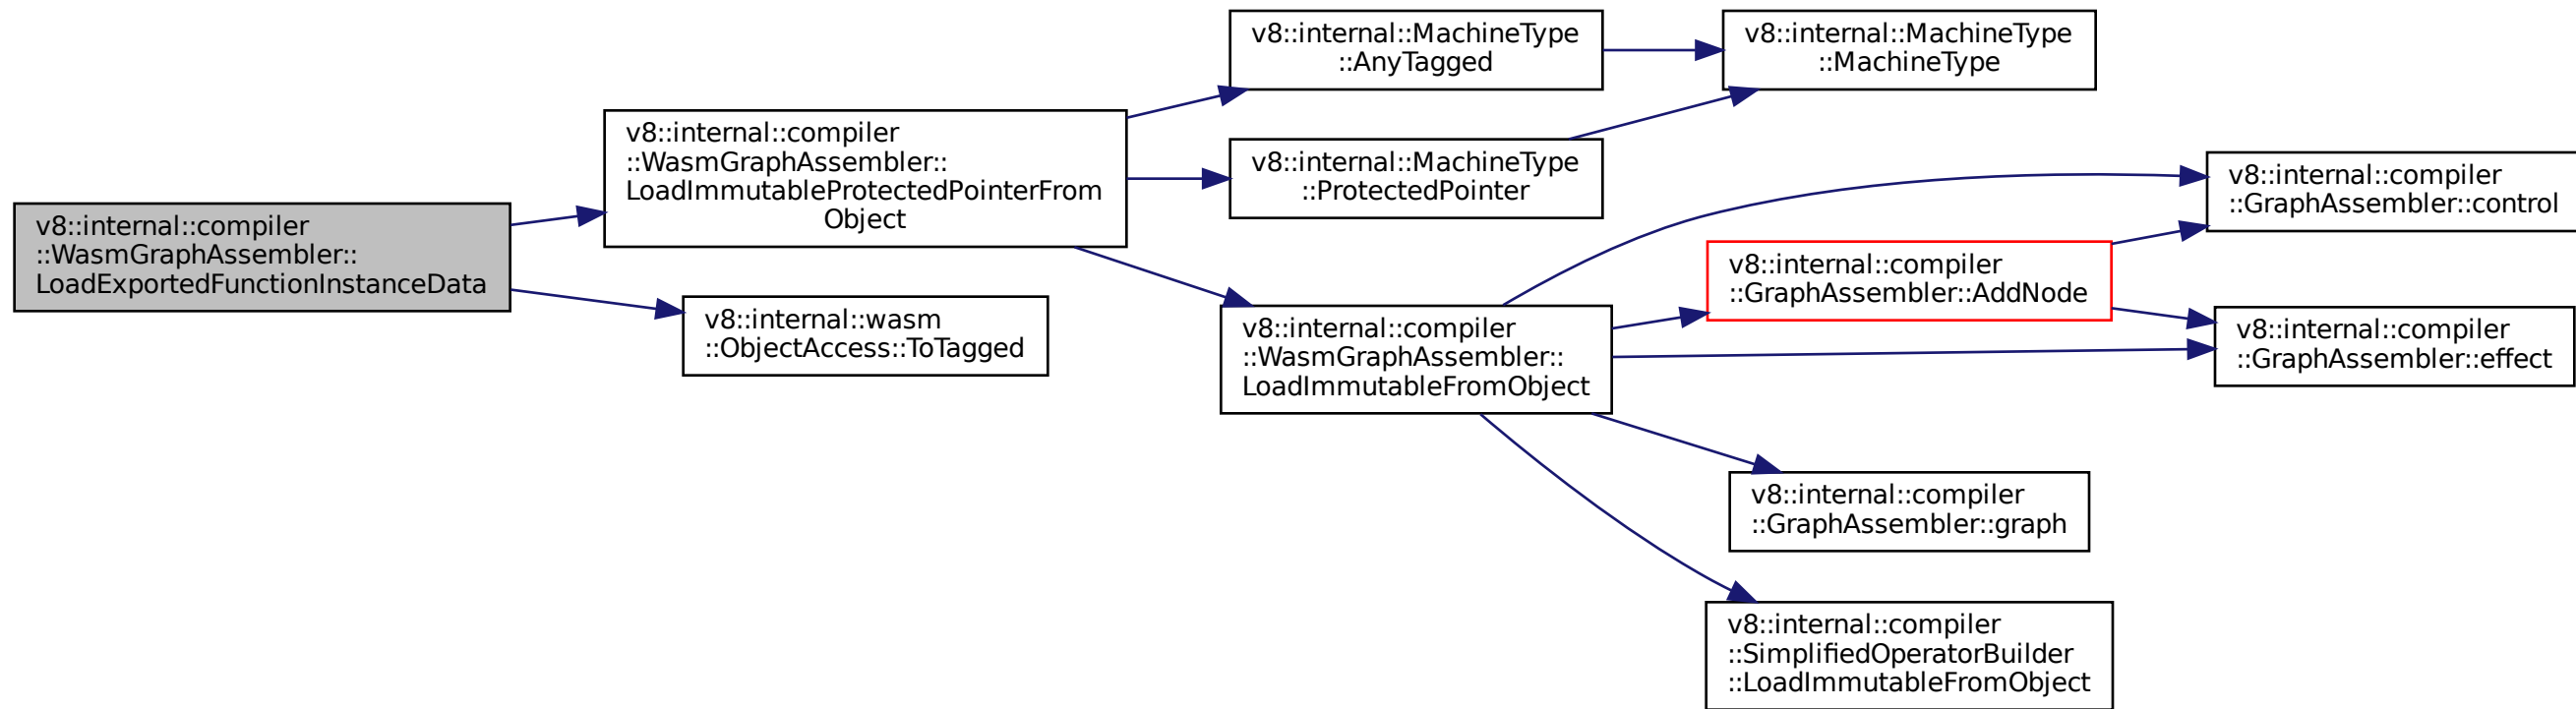 v8::internal::compiler
::WasmGraphAssembler::
LoadExportedFunctionInstanceData
v8::internal::compiler
::WasmGraphAssembler::
LoadImmutableProtectedPointerFrom
Object
v8::internal::wasm
::ObjectAccess::ToTagged
v8::internal::MachineType
::AnyTagged
v8::internal::MachineType
::ProtectedPointer
v8::internal::compiler
::WasmGraphAssembler::
LoadImmutableFromObject
v8::internal::MachineType
::MachineType
v8::internal::compiler
::GraphAssembler::AddNode
v8::internal::compiler
::GraphAssembler::graph
v8::internal::compiler
::SimplifiedOperatorBuilder
::LoadImmutableFromObject
v8::internal::compiler
::GraphAssembler::control
v8::internal::compiler
::GraphAssembler::effect